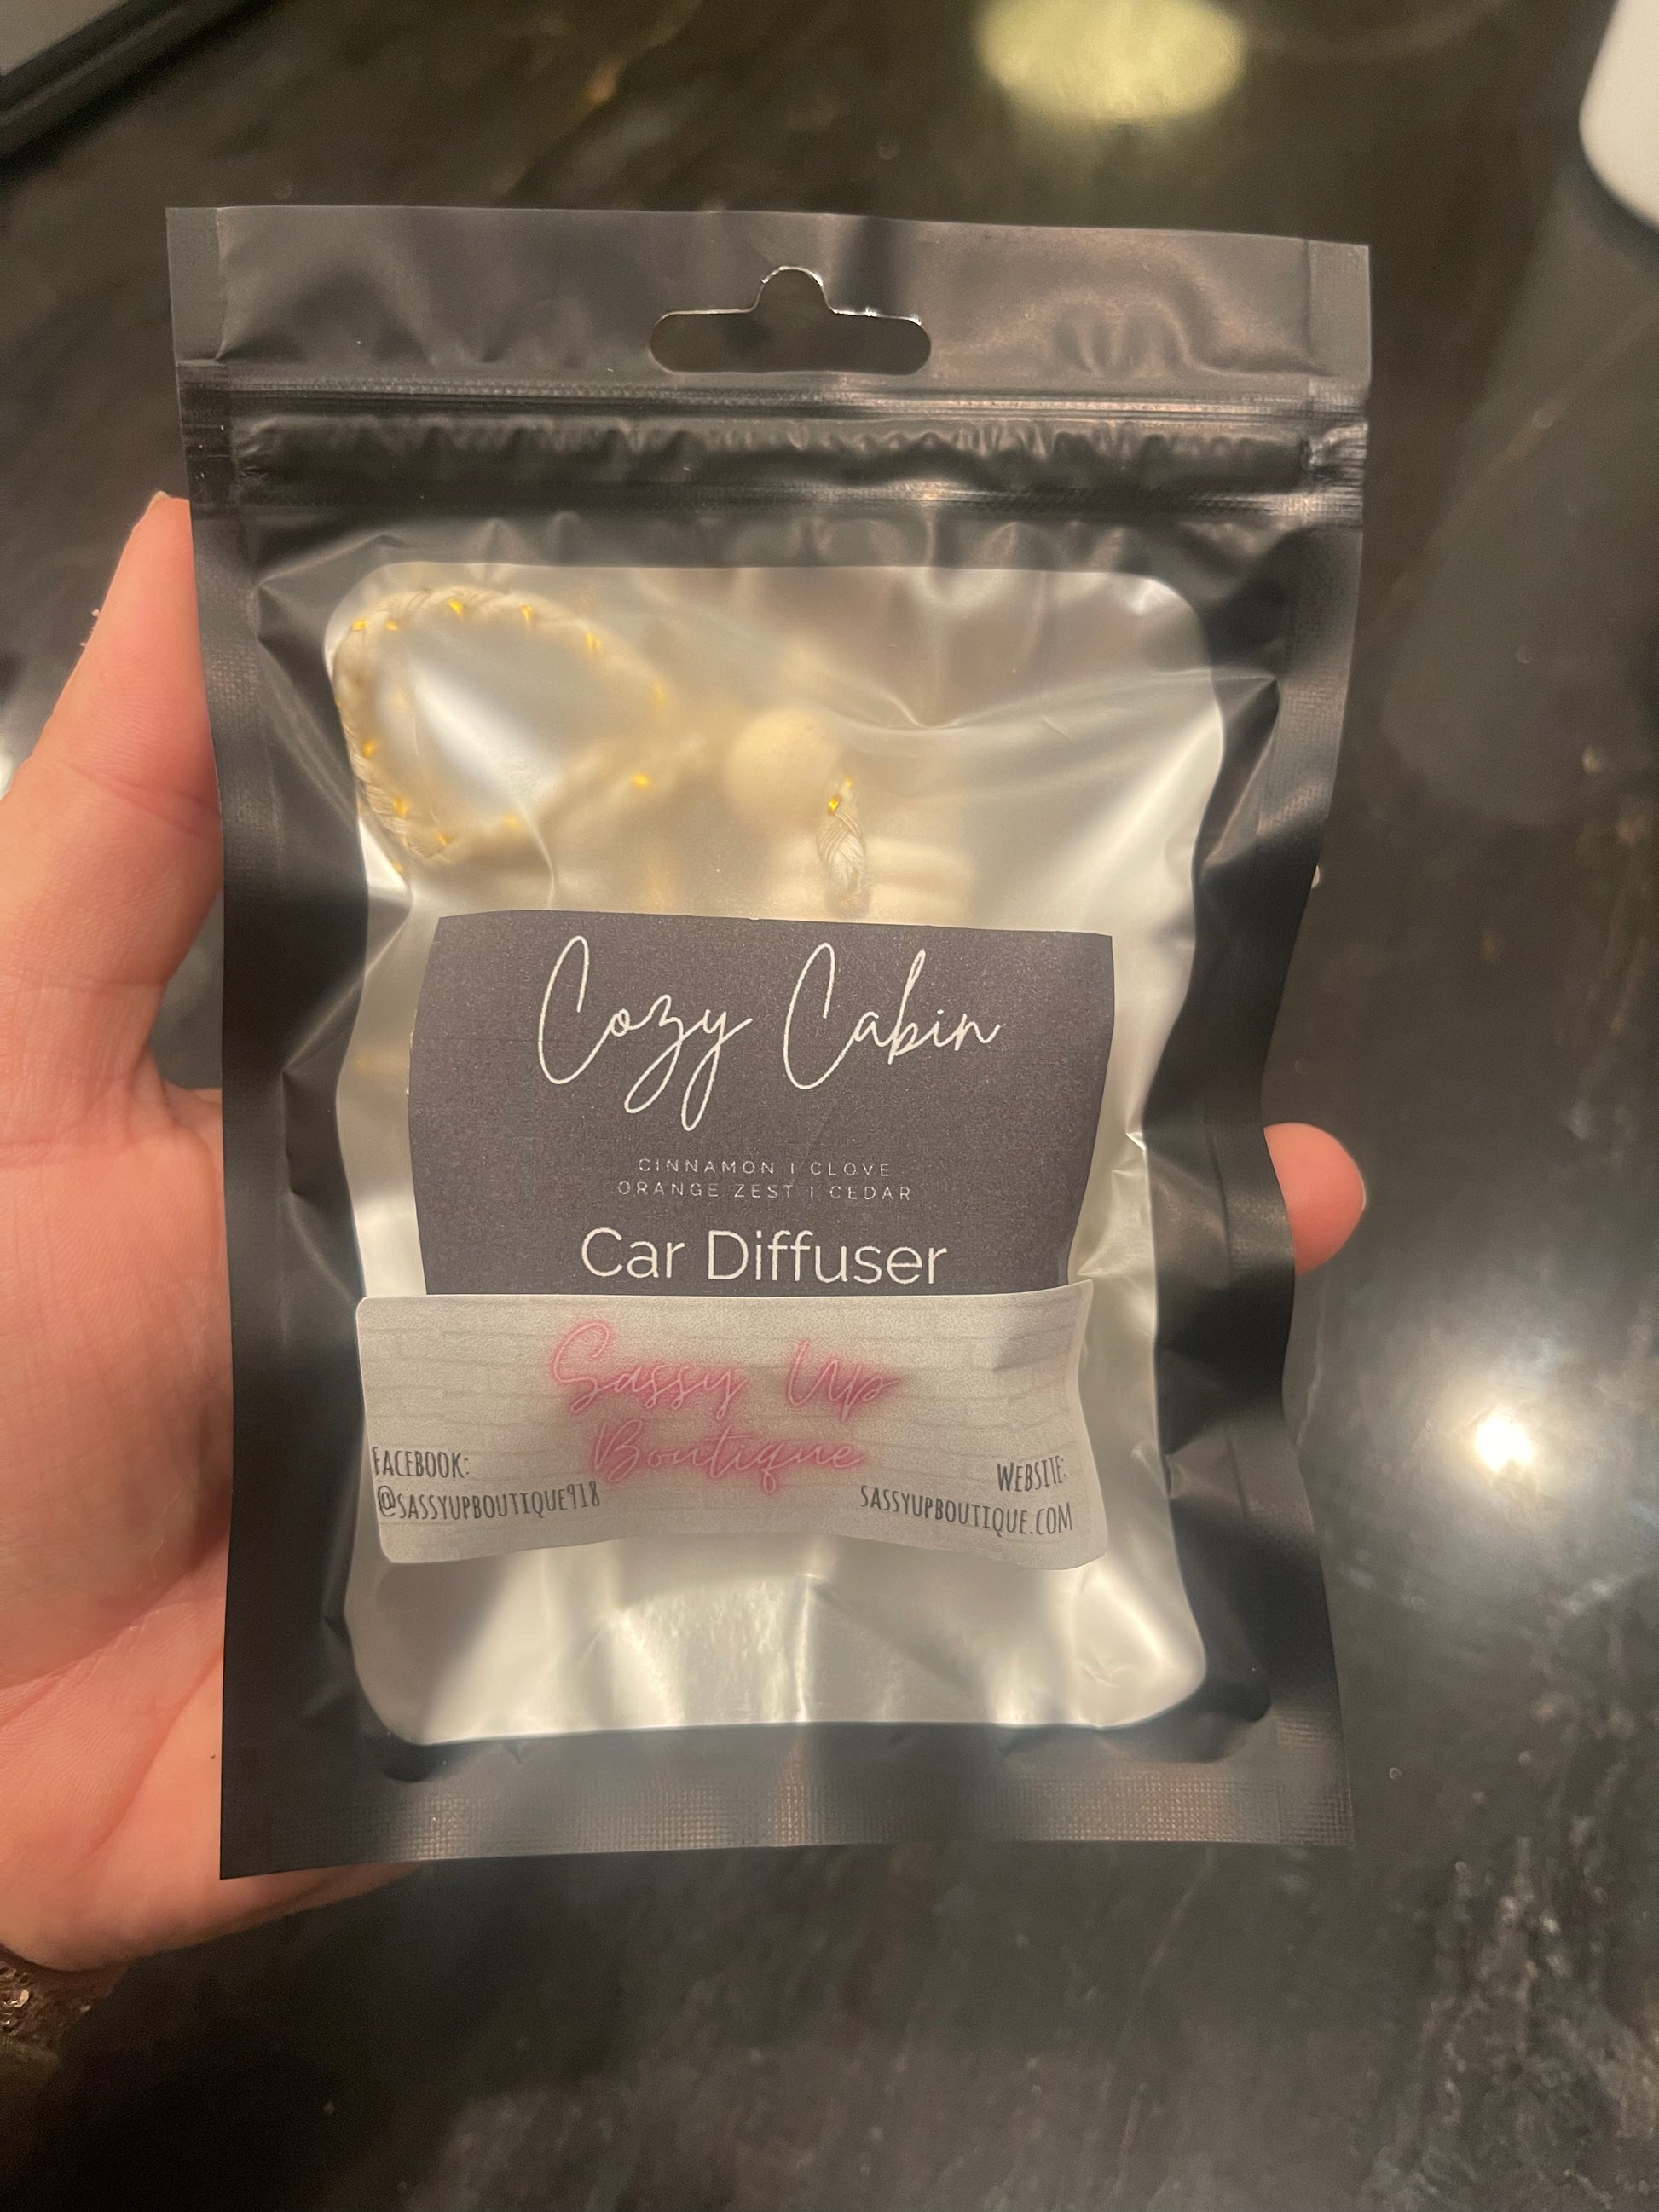 Cozy Cabin
CINNAMON | CLOVE
ORANGE ZEST | CEDAR
Car Diffuser
Sassy Up
Boutique
FACEBOOK:
@SASSYUPBOUTIQUE918
WEBSITE:
SASSYUPBOUTIQUE.COM